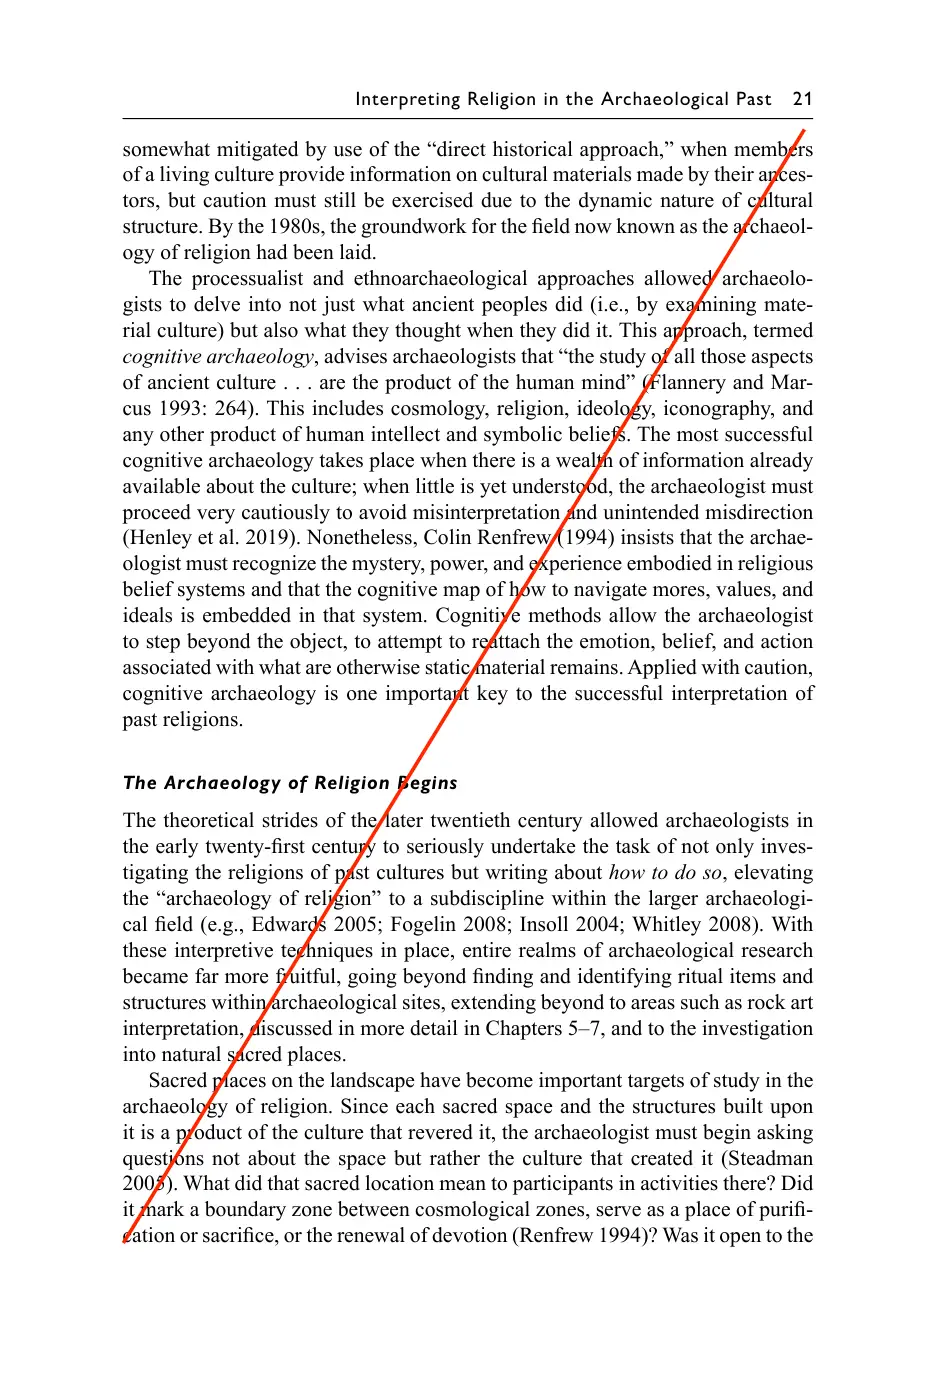 Interpreting Religion in the Archaeological Past 21
somewhat mitigated by use of the “direct historical approach,” when members
of a living culture provide information on cultural materials made by their ances-
tors, but caution must still be exercised due to the dynamic nature of cultural
structure. By the 1980s, the groundwork for the field now known as the archaeol-
ogy of religion had been laid.
The processualist and ethnoarchaeological approaches allowed archaeolo-
gists to delve into not just what ancient peoples did (i.e., by examining mate-
rial culture) but also what they thought when they did it. This approach, termed
cognitive archaeology, advises archaeologists that “the study of all those aspects
of ancient culture . . . are the product of the human mind” (Flannery and Mar-
cus 1993: 264). This includes cosmology, religion, ideology, iconography, and
any other product of human intellect and symbolic beliefs. The most successful
cognitive archaeology takes place when there is a wealth of information already
available about the culture; when little is yet understood, the archaeologist must
proceed very cautiously to avoid misinterpretation and unintended misdirection
(Henley et al. 2019). Nonetheless, Colin Renfrew (1994) insists that the archae-
ologist must recognize the mystery, power, and experience embodied in religious
belief systems and that the cognitive map of how to navigate mores, values, and
ideals is embedded in that system. Cognitive methods allow the archaeologist
to step beyond the object, to attempt to reattach the emotion, belief, and action
associated with what are otherwise static material remains. Applied with caution,
cognitive archaeology is one important key to the successful interpretation of
past religions.
The Archaeology of Religion Begins
The theoretical strides of the later twentieth century allowed archaeologists in
the early twenty-first century to seriously undertake the task of not only inves-
tigating the religions of past cultures but writing about how to do so, elevating
the “archaeology of religion” to a subdiscipline within the larger archaeologi-
cal field (e.g., Edwards 2005; Fogelin 2008; Insoll 2004; Whitley 2008). With
these interpretive techniques in place, entire realms of archaeological research
became far more fruitful, going beyond finding and identifying ritual items and
structures within archaeological sites, extending beyond to areas such as rock art
interpretation, discussed in more detail in Chapters 5–7, and to the investigation
into natural sacred places.
Sacred places on the landscape have become important targets of study in the
archaeology of religion. Since each sacred space and the structures built upon
it is a product of the culture that revered it, the archaeologist must begin asking
questions not about the space but rather the culture that created it (Steadman
2005). What did that sacred location mean to participants in activities there? Did
it mark a boundary zone between cosmological zones, serve as a place of purifi-
cation or sacrifice, or the renewal of devotion (Renfrew 1994)? Was it open to the